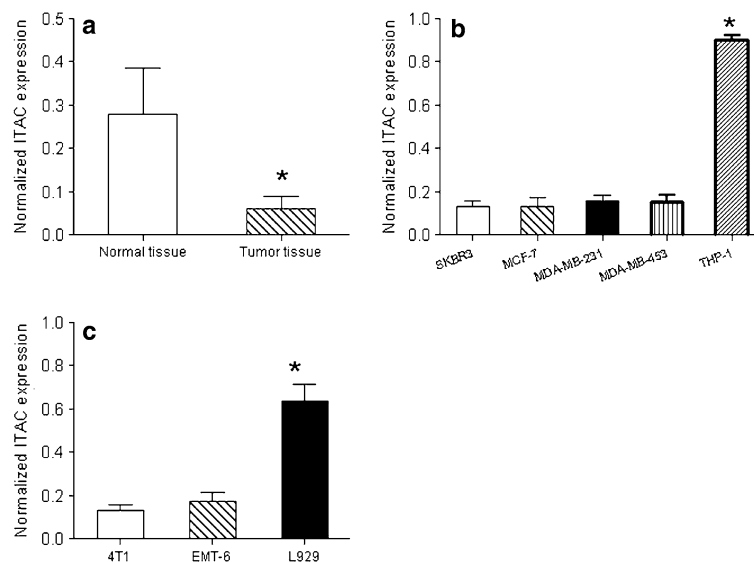 a
Normalized ITAC expression
0.5
0.4
0.3
0.2
0.1
0.0
*
Normal tissue
Tumor tissue
b
Normalized ITAC expression
1.0
0.8
0.6
0.4
0.2
0.0
*
SKBR3
MCF-7
MDA-MB-231
MDA-MB-453
THP-1
c
Normalized ITAC expression
1.0
0.8
0.6
0.4
0.2
0.0
*
4T1
EMT-6
L929